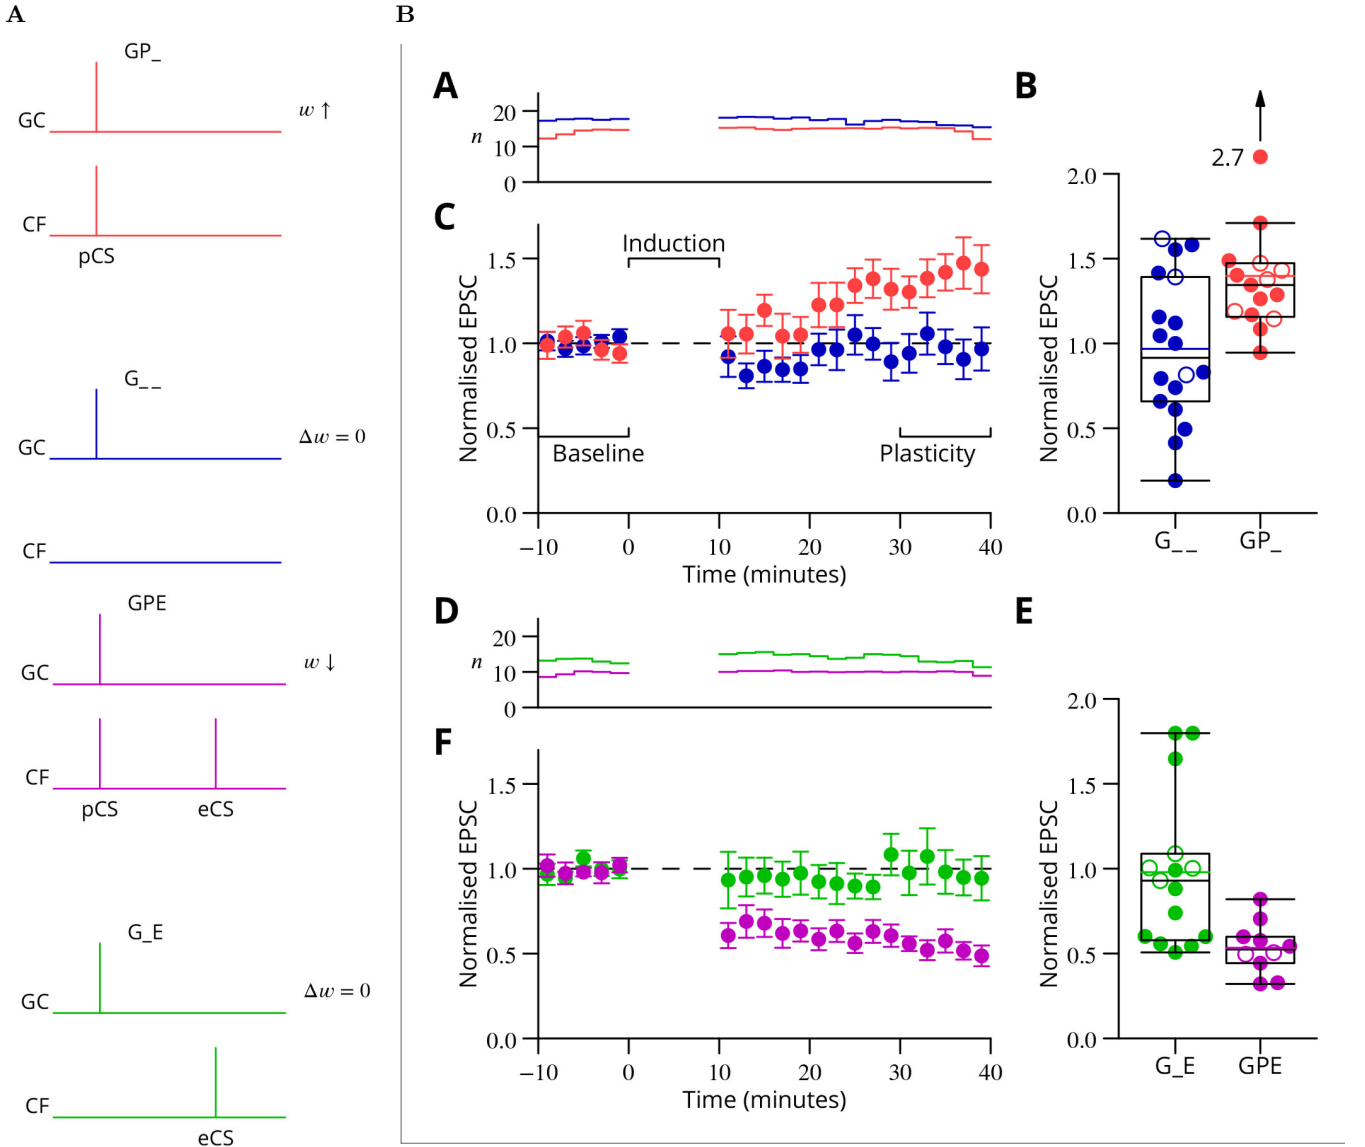 A
GP_
GC
w ↑
CF
pCS
G_ _
GC
Δw = 0
CF
GPE
GC
w ↓
CF
pCS
eCS
G_E
GC
Δw = 0
CF
eCS
B
A
n
20
10
0
C
Normalised EPSC
1.5
1.0
0.5
0.0
Induction
Baseline
Plasticity
−10
0
10
20
30
40
Time (minutes)
B
2.7
Normalised EPSC
2.0
1.5
1.0
0.5
0.0
G_ _
GP_
D
n
20
10
0
F
Normalised EPSC
1.5
1.0
0.5
0.0
−10
0
10
20
30
40
Time (minutes)
E
Normalised EPSC
2.0
1.5
1.0
0.5
0.0
G_E
GPE